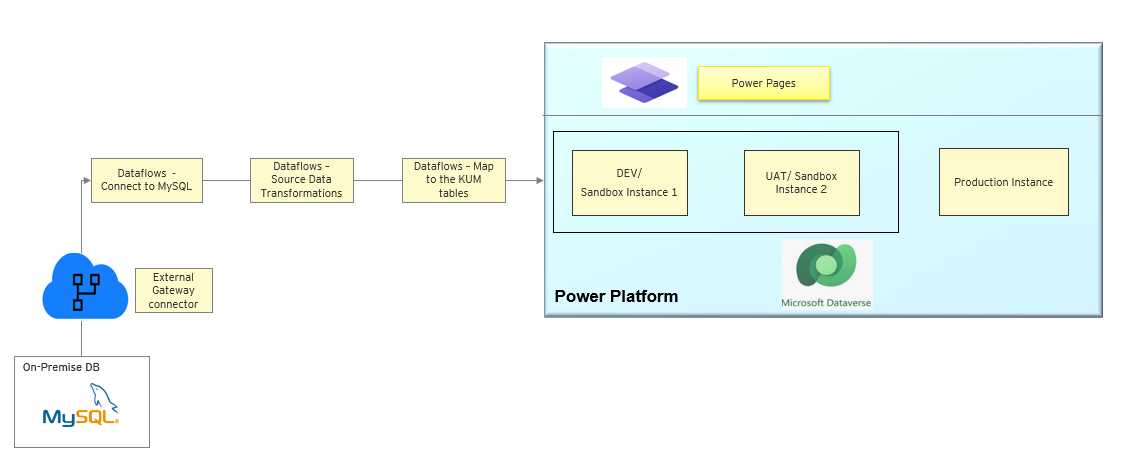 Power Pages
Dataflows  -
Connect to MySQL
Dataflows –
Source Data
Transformations
Dataflows – Map
to the KUM
tables
DEV/
Sandbox Instance 1
UAT/ Sandbox
Instance 2
Production Instance
Microsoft Dataverse
Power Platform
External
Gateway
connector
On-Premise DB
MySQL®